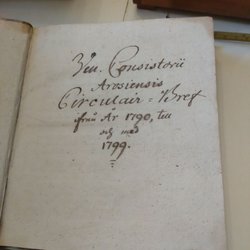 Ven. Consistorii
Arosiensis
Circulair-Bref
ifrån År 1790, till
och med
1799.